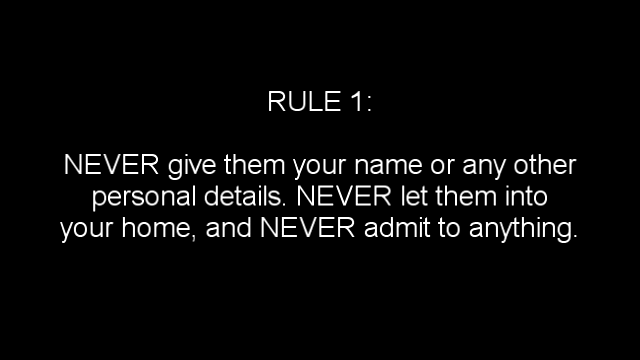 RULE 1:
NEVER give them your name or any other
personal details. NEVER let them into
your home, and NEVER admit to anything.